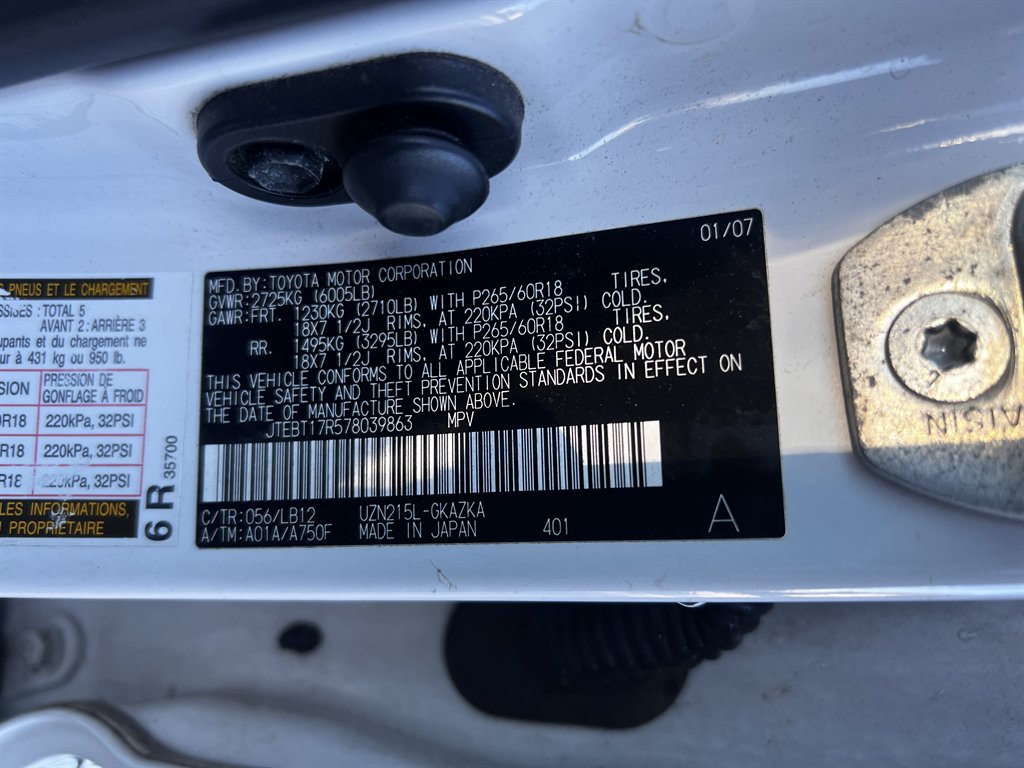 PNEUS ET LE CHARGEMENT
TOTAL 5
AVANT 2: ARRIÈRE 3
oupants et du chargement ne
ur à 431 kg ou 950 lb.
PRESSION DE
GONFLAGE À FROID
R18 220kPa, 32PSI
R18 220kPa, 32PSI
R18 220kPa, 32PSI
LES INFORMATIONS,
PROPRIÉTAIRE
6R 35700
01/07
MFD. BY: TOYOTA MOTOR CORPORATION
GVWR: 2725KG (6005LB)
GAWR: FRT. 1230KG (2710LB) WITH P265/60R18 TIRES.
18X7 1/2J RIMS. AT 220KPA (32PSI) COLD.
RR. 1495KG (3295LB) WITH P265/60R18 TIRES.
18X7 1/2J RIMS. AT 220KPA (32PSI) COLD.
THIS VEHICLE CONFORMS TO ALL APPLICABLE FEDERAL MOTOR
VEHICLE SAFETY AND THEFT PREVENTION STANDARDS IN EFFECT ON
THE DATE OF MANUFACTURE SHOWN ABOVE.
JTEBT17R578039863 MPV
C/TR: 056/LB12 UZN215L-GKAZKA
A/TM: A01A/A750F MADE IN JAPAN 401 A
AISIN